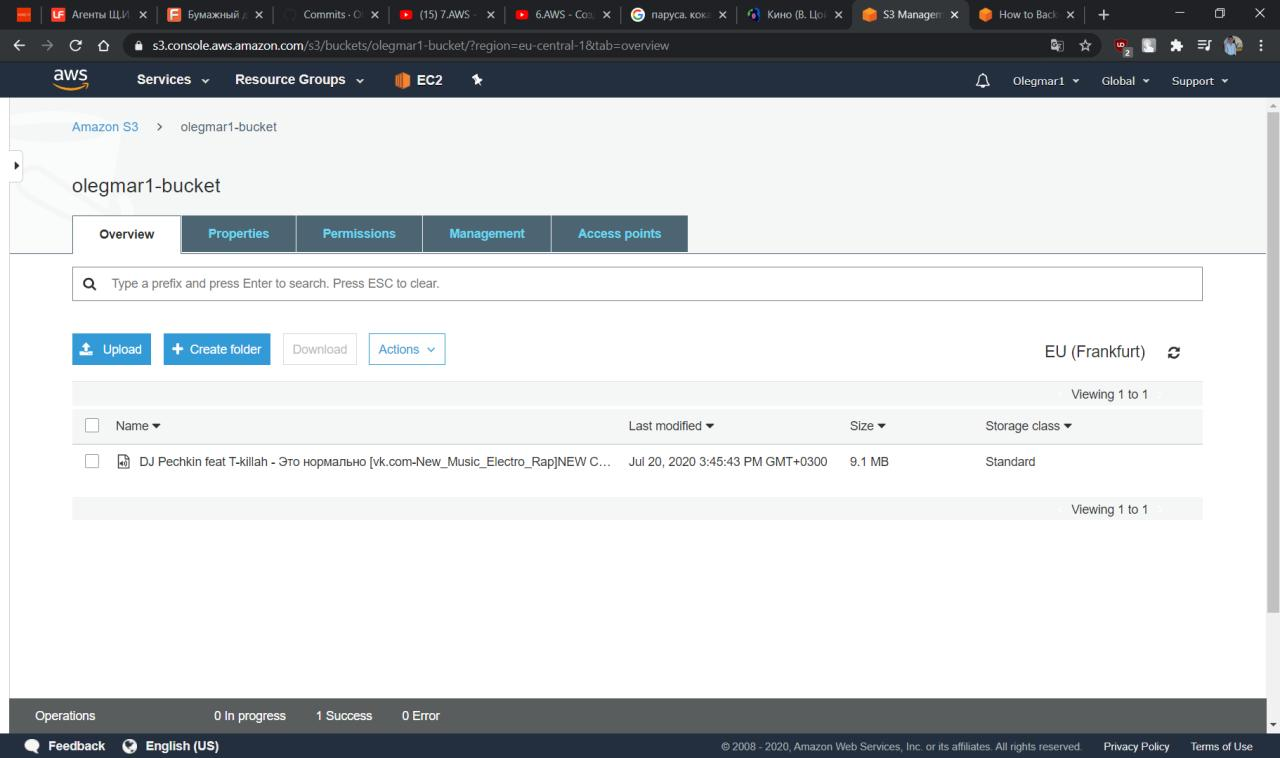 Агенты Щ.И
Бумажный д
Commits · O
(15) 7.AWS -
6.AWS - Соз
паруса. кока
Кино (В. Цой
S3 Managem
How to Back
s3.console.aws.amazon.com/s3/buckets/olegmar1-bucket/?region=eu-central-1&tab=overview
2
aws Services Resource Groups EC2 Olegmar1 Global Support
Amazon S3 > olegmar1-bucket
olegmar1-bucket
Overview Properties Permissions Management Access points
Type a prefix and press Enter to search. Press ESC to clear.
Upload + Create folder Download Actions EU (Frankfurt)
Viewing 1 to 1
Name Last modified Size Storage class
DJ Pechkin feat T-killah - Это нормально [vk.com-New_Music_Electro_Rap]NEW C... Jul 20, 2020 3:45:43 PM GMT+0300 9.1 MB Standard
Viewing 1 to 1
Operations 0 In progress 1 Success 0 Error
Feedback English (US) © 2008 - 2020, Amazon Web Services, Inc. or its affiliates. All rights reserved. Privacy Policy Terms of Use